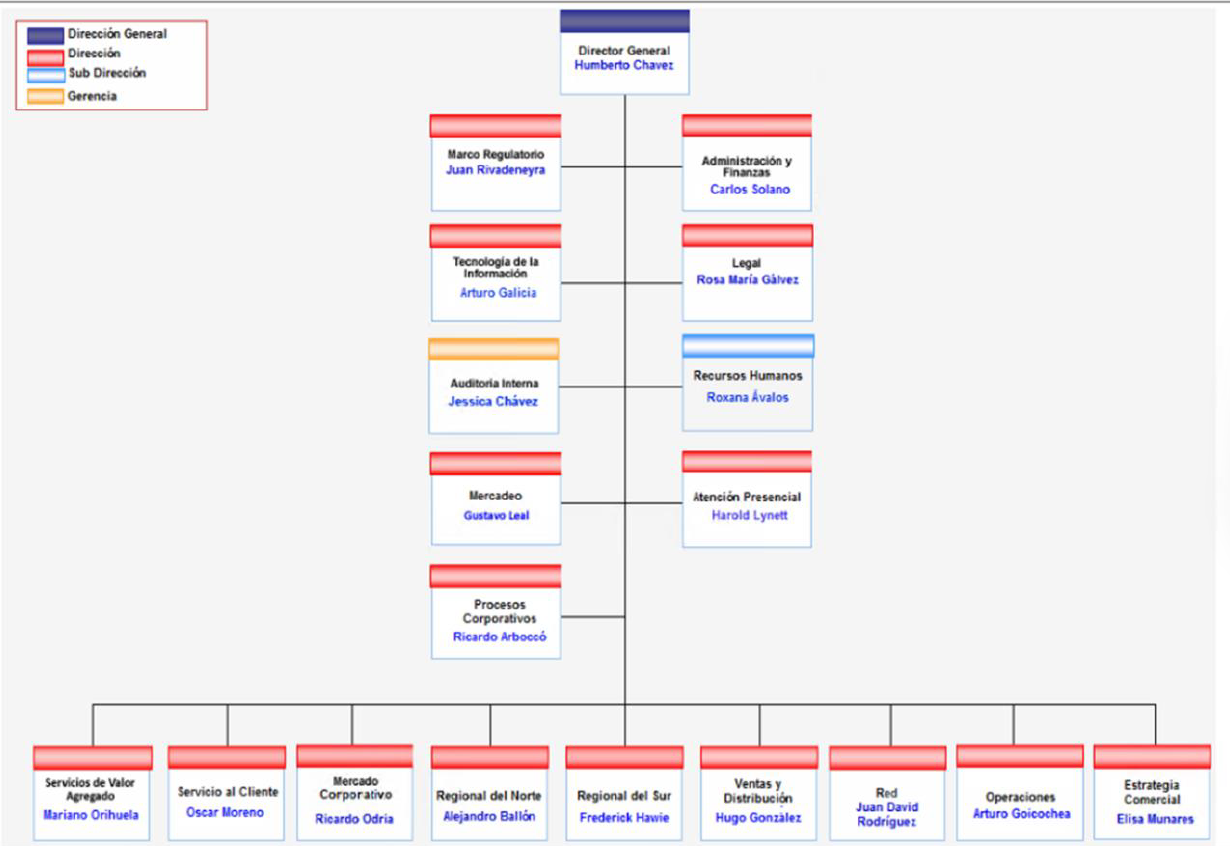 Dirección General
Dirección
Sub Dirección
Gerencia
Director General
Humberto Chavez
Marco Regulatorio
Juan Rivadeneyra
Administración y
Finanzas
Carlos Solano
Tecnología de la
Información
Arturo Galicia
Legal
Rosa María Gálvez
Auditoria Interna
Jessica Chávez
Recursos Humanos
Roxana Ávalos
Mercadeo
Gustavo Leal
Atención Presencial
Harold Lynett
Procesos
Corporativos
Ricardo Arboccó
Servicios de Valor
Agregado
Mariano Orihuela
Servicio al Cliente
Oscar Moreno
Mercado
Corporativo
Ricardo Odria
Regional del Norte
Alejandro Ballón
Regional del Sur
Frederick Hawie
Ventas y
Distribución
Hugo Gonzàlez
Red
Juan David
Rodríguez
Operaciones
Arturo Goicochea
Estrategia
Comercial
Elisa Munares